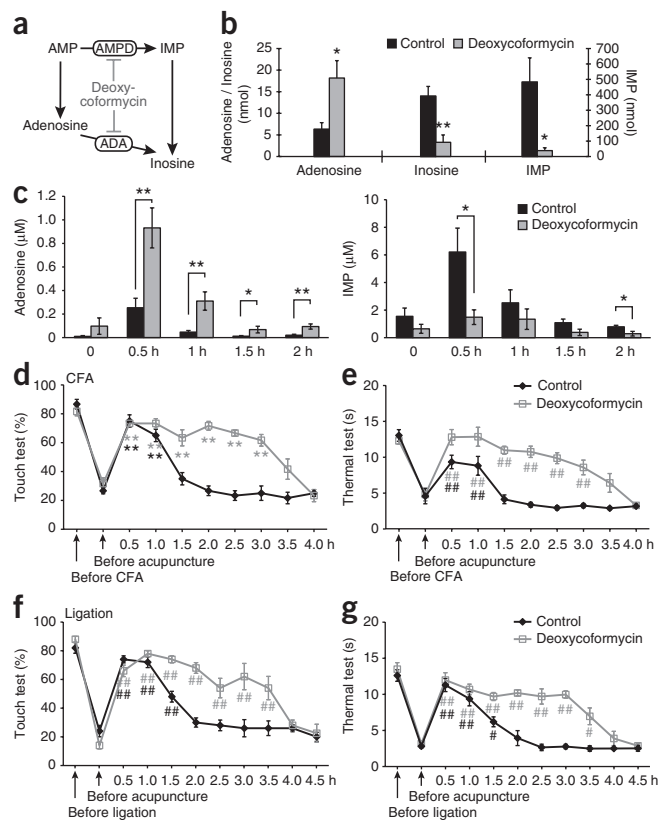 a
AMP AMPD IMP
Deoxy-
coformycin
Adenosine
ADA
Inosine
b
Control Deoxycoformycin
Adenosine / Inosine
(nmol)
25
20
15
10
5
0
*
**
*
700
600
500
400
300
200
100
0
IMP
(nmol)
Adenosine Inosine IMP
c
Adenosine (µM)
1.2
1.0
0.8
0.6
0.4
0.2
0
**
**
*
**
0 0.5 h 1 h 1.5 h 2 h
IMP (µM)
10
8
6
4
2
0
Control
Deoxycoformycin
*
*
0 0.5 h 1 h 1.5 h 2 h
d
CFA
Touch test (%)
100
80
60
40
20
0
** ** ** ** ** **
** **
0.5 1.0 1.5 2.0 2.5 3.0 3.5 4.0 h
Before acupuncture
Before CFA
e
Control
Deoxycoformycin
Thermal test (s)
20
15
10
5
0
## ## ## ## ## ##
## ##
0.5 1.0 1.5 2.0 2.5 3.0 3.5 4.0 h
Before acupuncture
Before CFA
f
Ligation
Touch test (%)
100
80
60
40
20
0
## ## ## ## ## ## ##
## ## ##
0.5 1.0 1.5 2.0 2.5 3.0 3.5 4.0 4.5 h
Before acupuncture
Before ligation
g
Control
Deoxycoformycin
Thermal test (s)
20
15
10
5
0
## ## ## ## ## ## #
## ## #
0.5 1.0 1.5 2.0 2.5 3.0 3.5 4.0 4.5 h
Before acupuncture
Before ligation